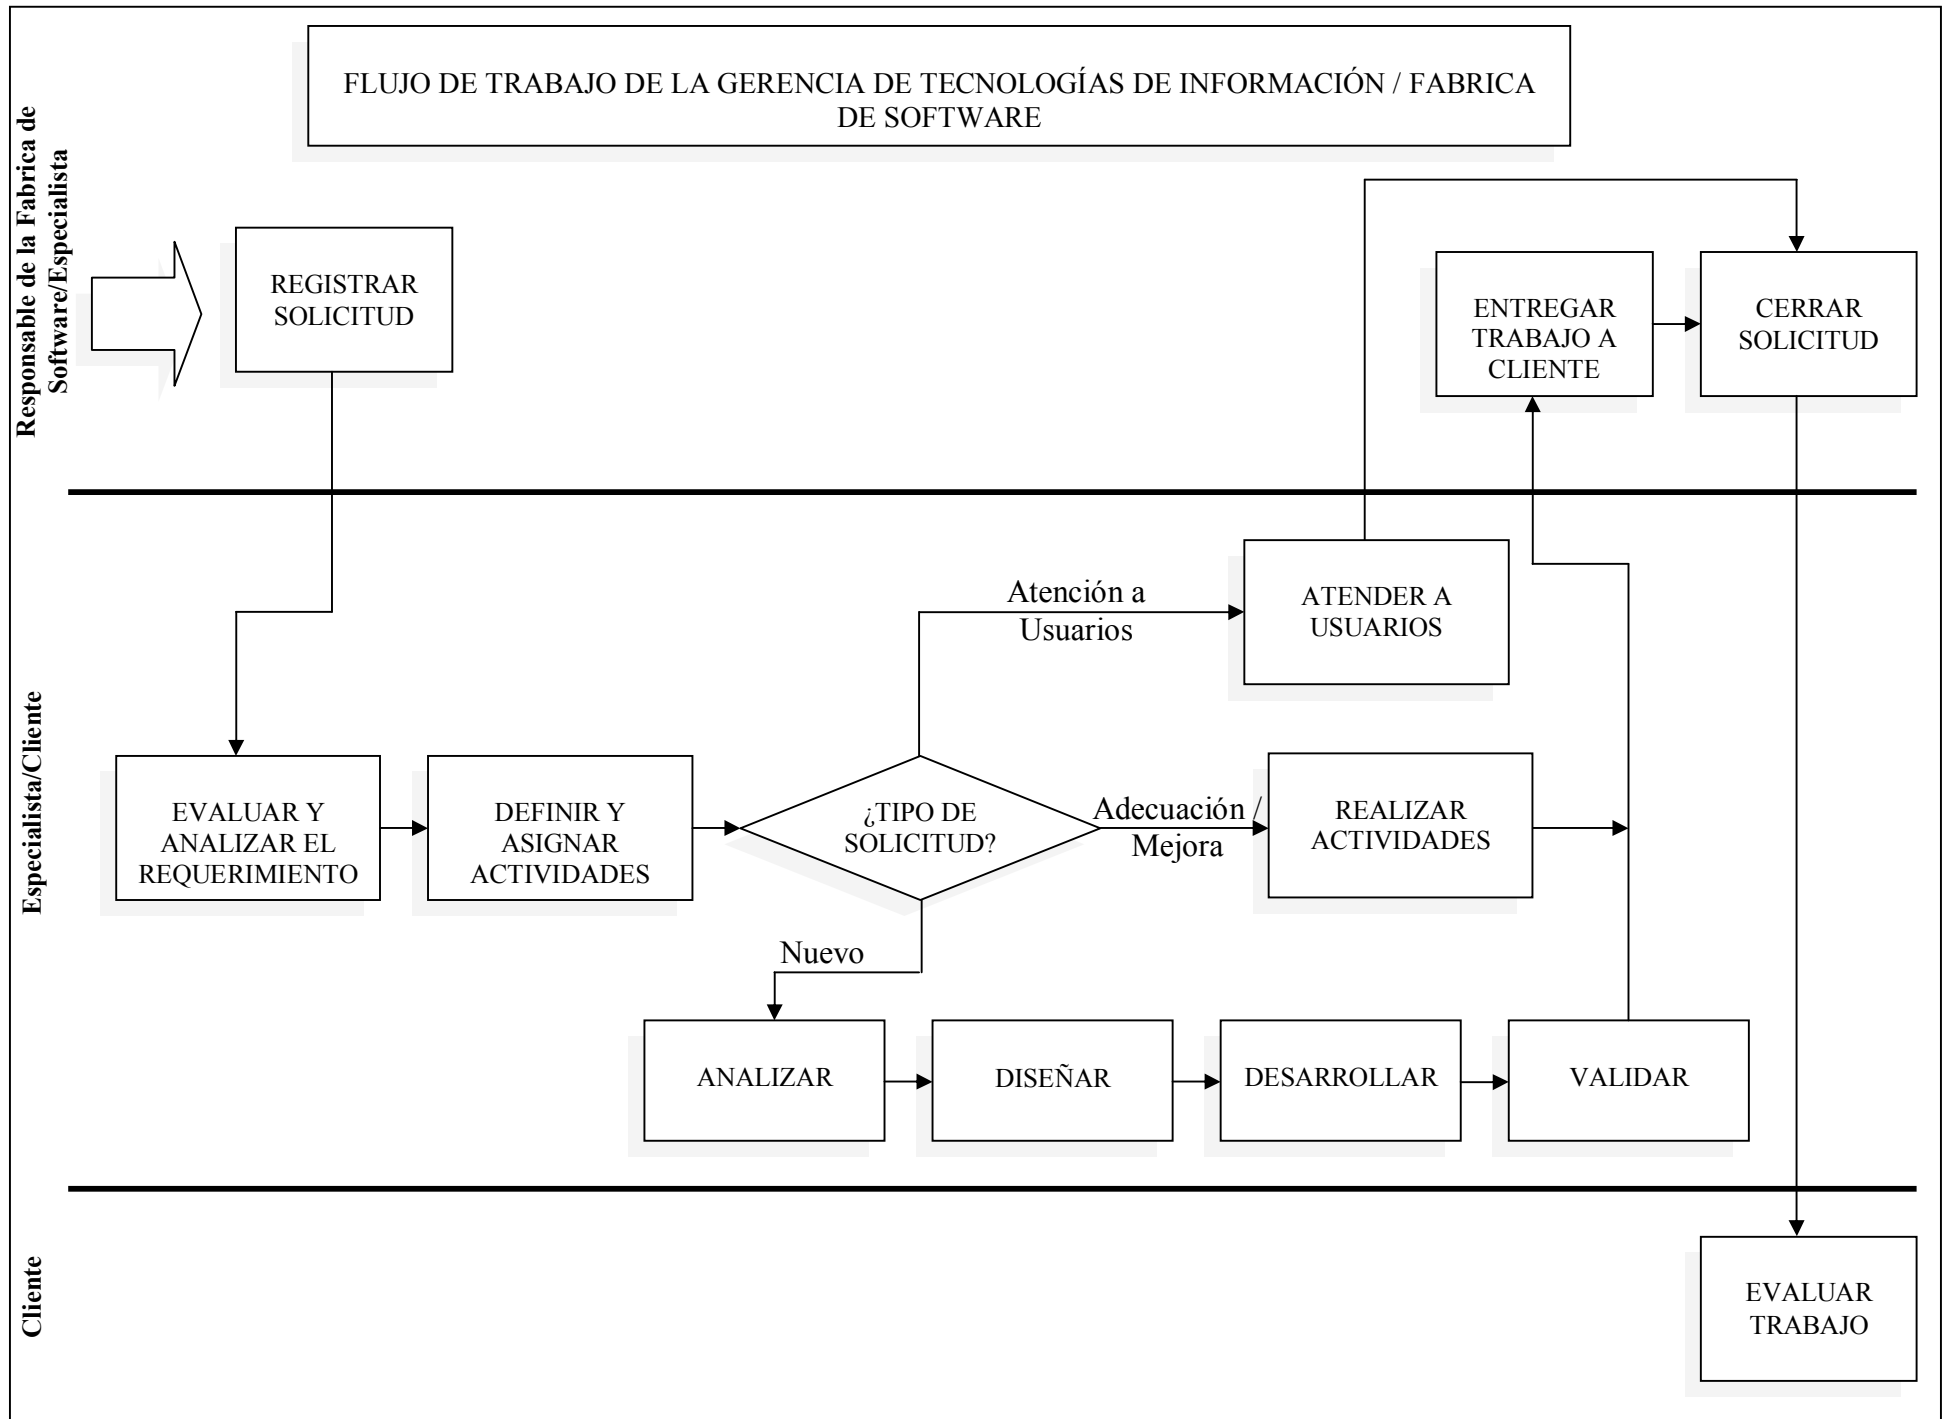 FLUJO DE TRABAJO DE LA GERENCIA DE TECNOLOGÍAS DE INFORMACIÓN / FABRICA
DE SOFTWARE
Responsable de la Fabrica de
Software/Especialista
REGISTRAR
SOLICITUD
ENTREGAR
TRABAJO A
CLIENTE
CERRAR
SOLICITUD
Especialista/Cliente
Atención a
Usuarios
ATENDER A
USUARIOS
EVALUAR Y
ANALIZAR EL
REQUERIMIENTO
DEFINIR Y
ASIGNAR
ACTIVIDADES
¿TIPO DE
SOLICITUD?
Adecuación /
Mejora
REALIZAR
ACTIVIDADES
Nuevo
ANALIZAR
DISEÑAR
DESARROLLAR
VALIDAR
Cliente
EVALUAR
TRABAJO